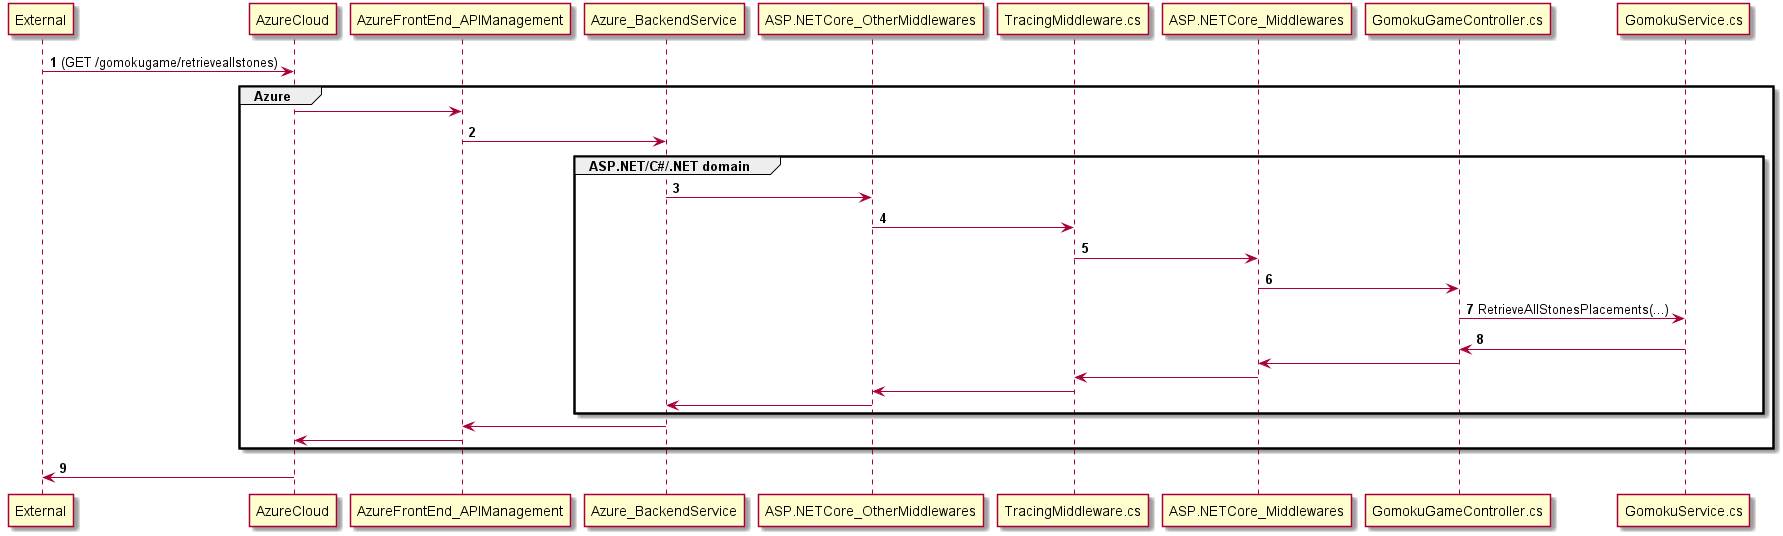 External AzureCloud AzureFrontEnd_APIManagement Azure_BackendService ASP.NETCore_OtherMiddlewares TracingMiddleware.cs ASP.NETCore_Middlewares GomokuGameController.cs GomokuService.cs
1 (GET /gomokugame/retrieveallstones)
Azure
2
ASP.NET/C#/.NET domain
3
4
5
6
7 RetrieveAllStonesPlacements(...)
8
9
External AzureCloud AzureFrontEnd_APIManagement Azure_BackendService ASP.NETCore_OtherMiddlewares TracingMiddleware.cs ASP.NETCore_Middlewares GomokuGameController.cs GomokuService.cs